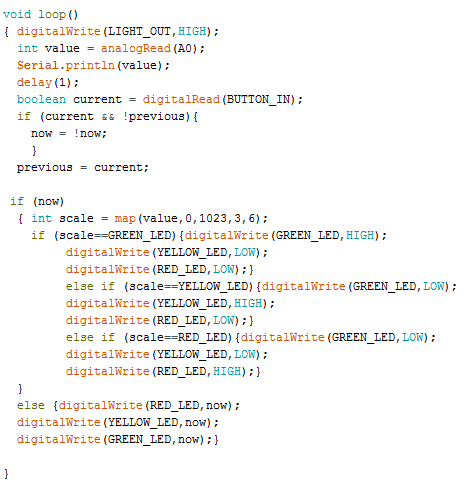 void loop()
{ digitalWrite(LIGHT_OUT,HIGH);
int value = analogRead(A0);
Serial.println(value);
delay(1);
boolean current = digitalRead(BUTTON_IN);
if (current && !previous){
now = !now;
}
previous = current;
if (now)
{ int scale = map(value,0,1023,3,6);
if (scale==GREEN_LED){digitalWrite(GREEN_LED,HIGH);
digitalWrite(YELLOW_LED,LOW);
digitalWrite(RED_LED,LOW);}
else if (scale==YELLOW_LED){digitalWrite(GREEN_LED,LOW);
digitalWrite(YELLOW_LED,HIGH);
digitalWrite(RED_LED,LOW);}
else if (scale==RED_LED){digitalWrite(GREEN_LED,LOW);
digitalWrite(YELLOW_LED,LOW);
digitalWrite(RED_LED,HIGH);}
}
else {digitalWrite(RED_LED,now);
digitalWrite(YELLOW_LED,now);
digitalWrite(GREEN_LED,now);}
}